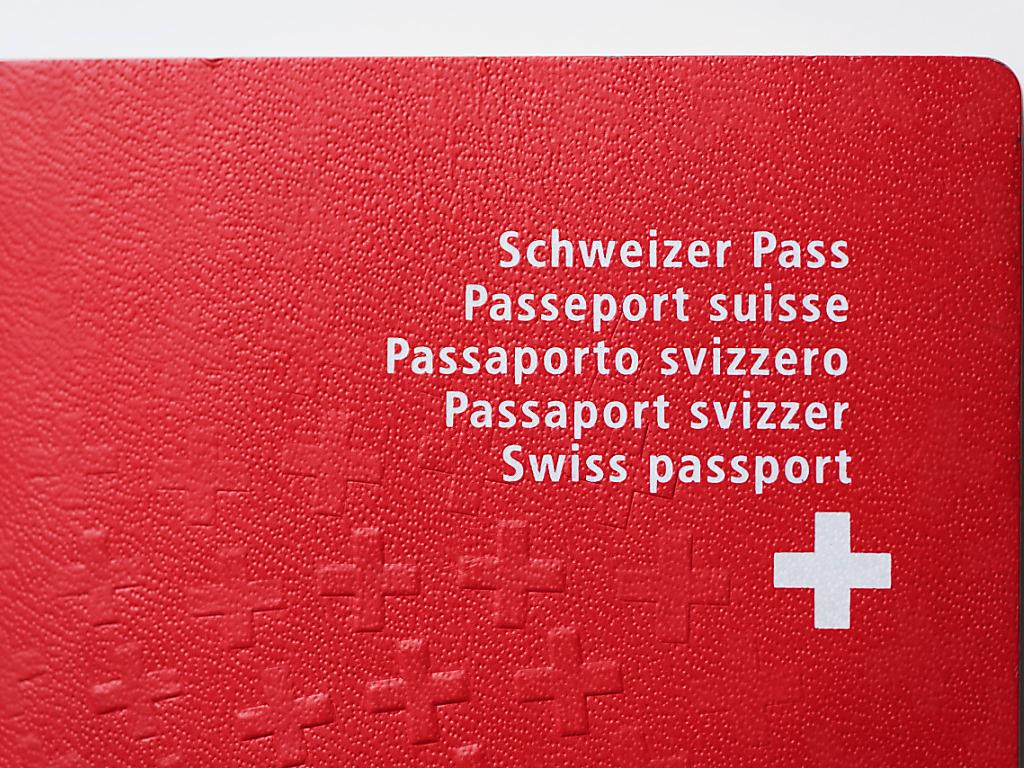 Schweizer Pass
Passeport suisse
Passaporto svizzero
Passaport svizzer
Swiss passport